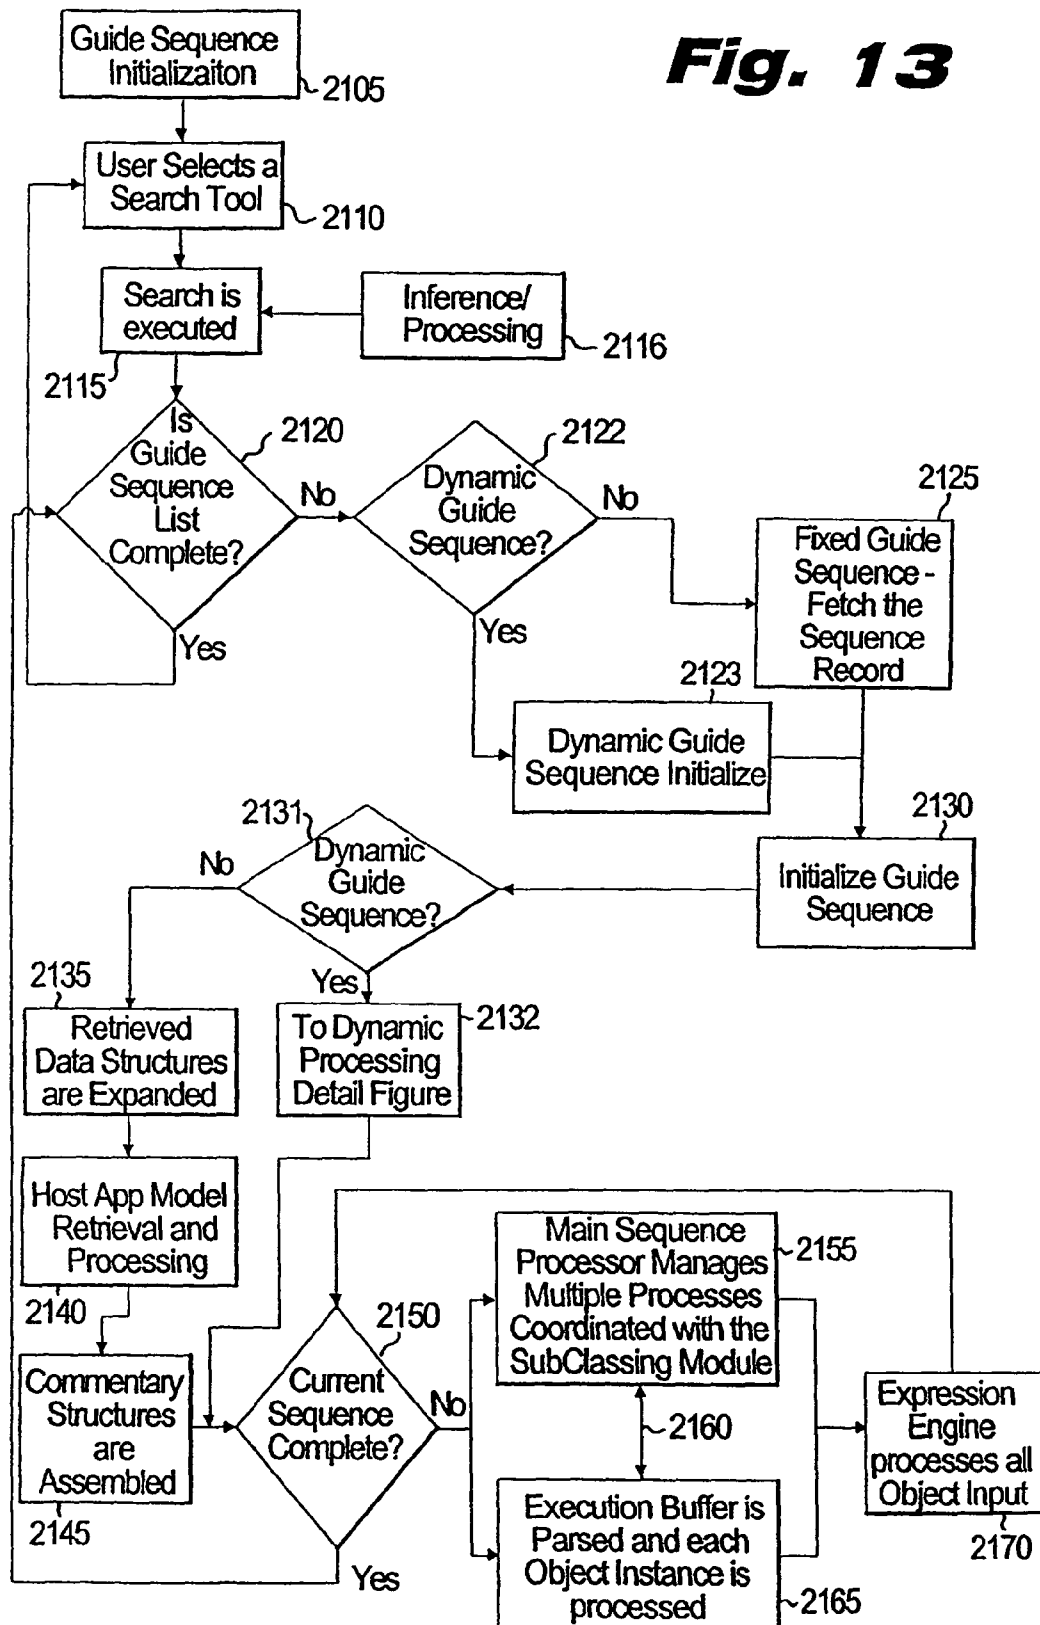 Fig. 13
Guide Sequence
Initializaiton
2105
User Selects a
Search Tool
2110
Search is
executed
2115
Inference/
Processing
2116
Is
Guide
Sequence
List
Complete?
2120
No
Yes
Dynamic
Guide
Sequence?
2122
No
Yes
2125
Fixed Guide
Sequence -
Fetch the
Sequence
Record
2123
Dynamic Guide
Sequence Initialize
2130
Initialize Guide
Sequence
2131
Dynamic
Guide
Sequence?
No
Yes
2135
Retrieved
Data Structures
are Expanded
2132
To Dynamic
Processing
Detail Figure
Host App Model
Retrieval and
Processing
2140
Commentary
Structures
are
Assembled
2145
2150
Current
Sequence
Complete?
No
Yes
Main Sequence
Processor Manages
Multiple Processes
Coordinated with the
SubClassing Module
2155
2160
Execution Buffer is
Parsed and each
Object Instance is
processed
2165
Expression
Engine
processes all
Object Input
2170